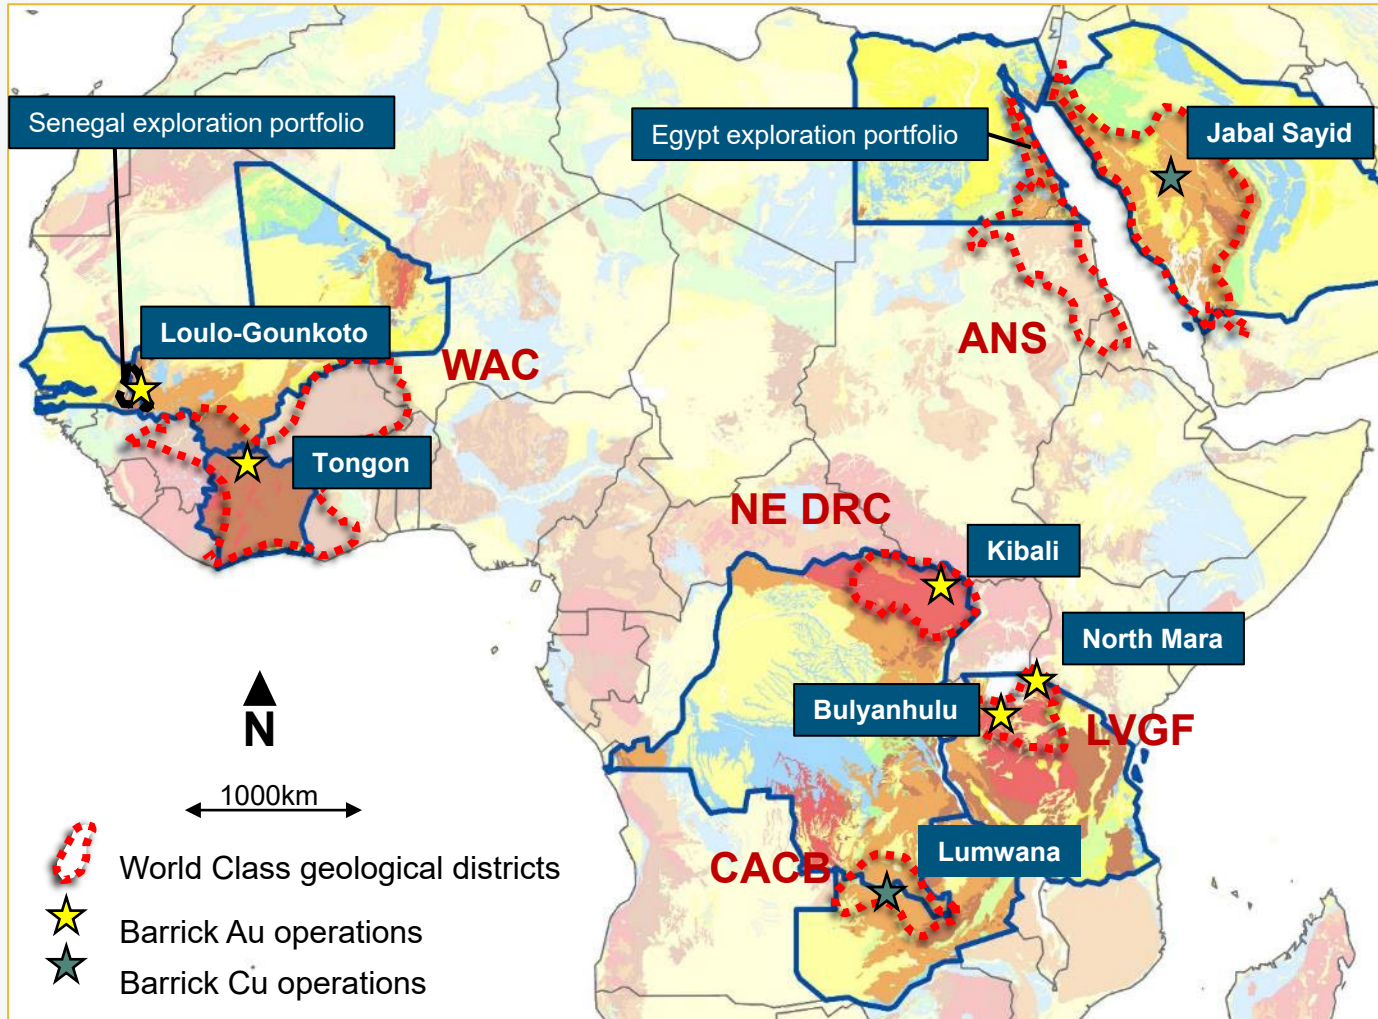 Senegal exploration portfolio
Egypt exploration portfolio
Jabal Sayid
Loulo-Gounkoto
WAC
ANS
Tongon
NE DRC
Kibali
North Mara
Bulyanhulu
LVGF
N
1000km
CACB
Lumwana
World Class geological districts
Barrick Au operations
Barrick Cu operations